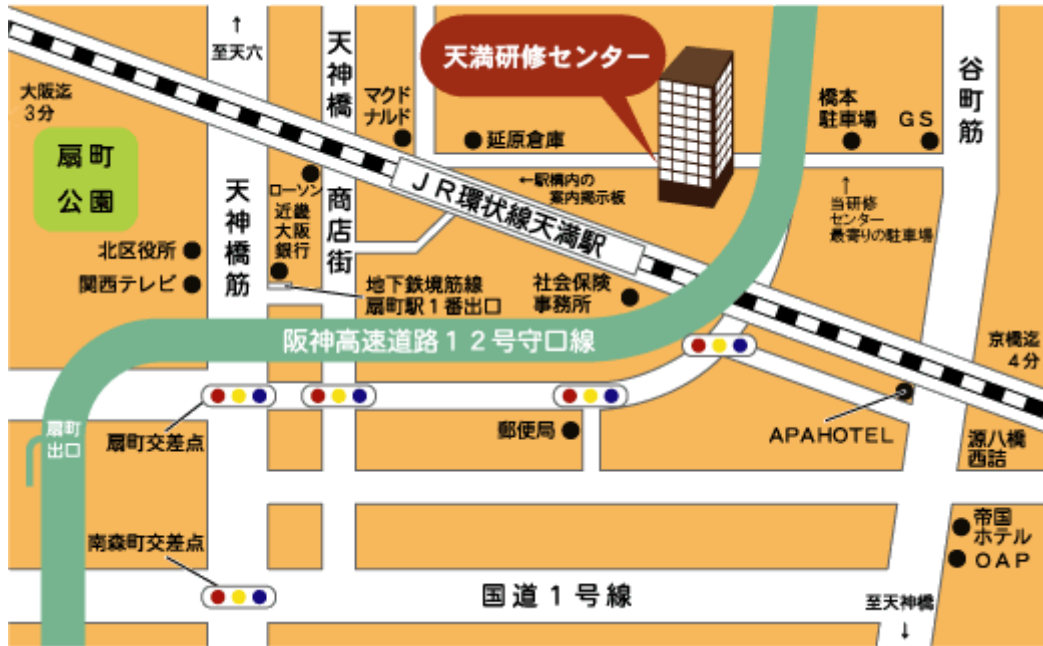 ↑
至天六
天神橋
商店街
天満研修センター
谷町筋
大阪迄
3分
マクド
ナルド
延原倉庫
橋本
駐車場
GS
扇町
公園
天神橋筋
ローソン
近畿
大阪
銀行
JR環状線天満駅
←駅構内の
案内掲示板
↑
当研修
センター
最寄りの駐車場
北区役所
関西テレビ
地下鉄境筋線
扇町駅1番出口
社会保険
事務所
阪神高速道路12号守口線
京橋迄
4分
扇町
出口
扇町交差点
郵便局
APAHOTEL
源八橋
西詰
帝国
ホテル
OAP
南森町交差点
国道1号線
至天神橋
↓